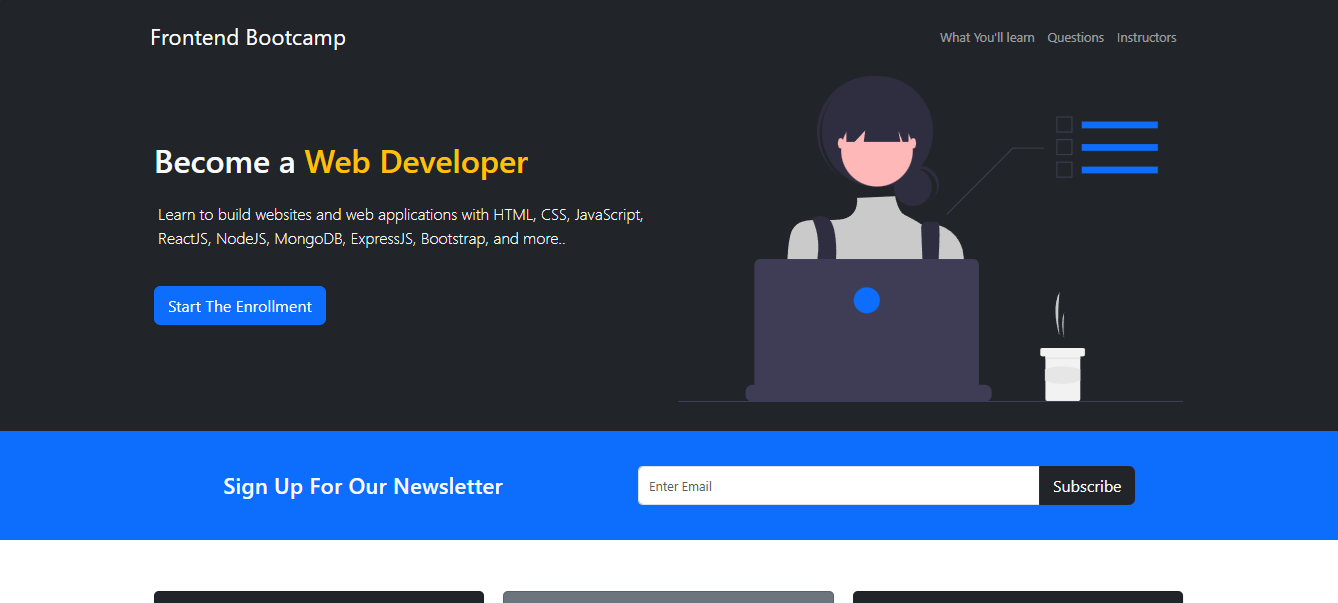 Frontend Bootcamp
What You'll learn Questions Instructors
Become a Web Developer
Learn to build websites and web applications with HTML, CSS, JavaScript,
ReactJS, NodeJS, MongoDB, ExpressJS, Bootstrap, and more..
Start The Enrollment
Sign Up For Our Newsletter
Enter Email
Subscribe